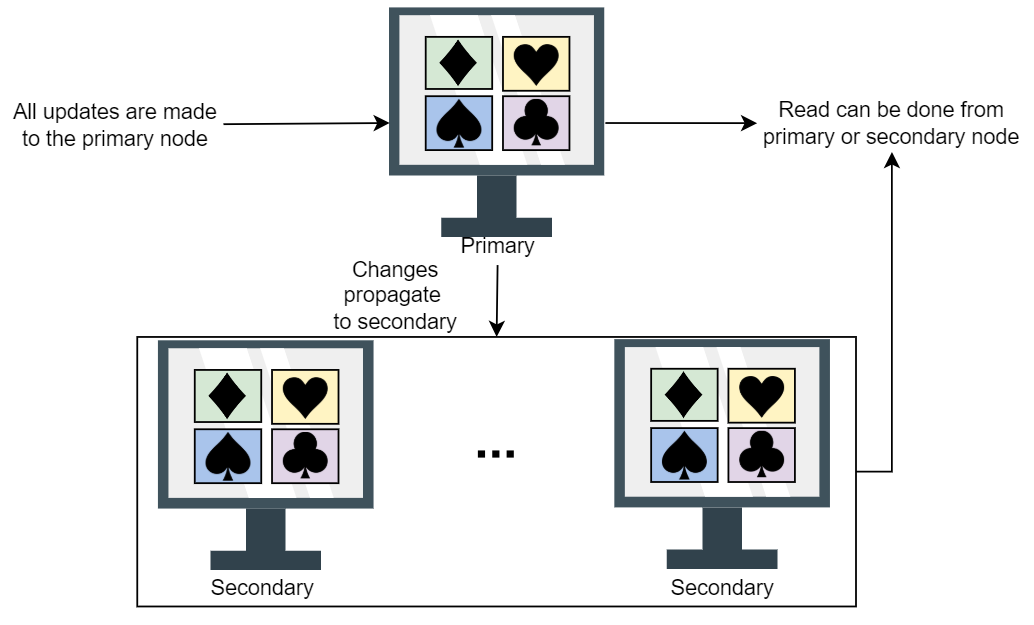 All updates are made
to the primary node
Read can be done from
primary or secondary node
Primary
Changes
propagate
to secondary
...
Secondary
Secondary